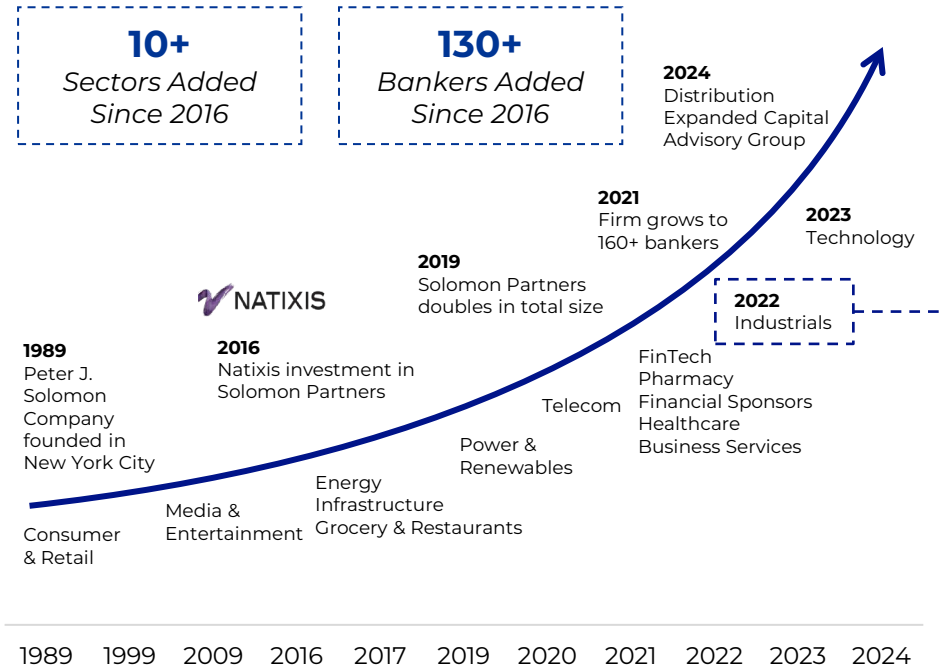 10+
Sectors Added
Since 2016
130+
Bankers Added
Since 2016
2024
Distribution
Expanded Capital
Advisory Group
2021
Firm grows to
160+ bankers
2023
Technology
2019
Solomon Partners
doubles in total size
NATIXIS
2022
Industrials
1989
Peter J.
Solomon
Company
founded in
New York City
2016
Natixis investment in
Solomon Partners
FinTech
Pharmacy
Financial Sponsors
Healthcare
Business Services
Telecom
Power &
Renewables
Energy
Infrastructure
Grocery & Restaurants
Media &
Entertainment
Consumer
& Retail
1989 1999 2009 2016 2017 2019 2020 2021 2022 2023 2024